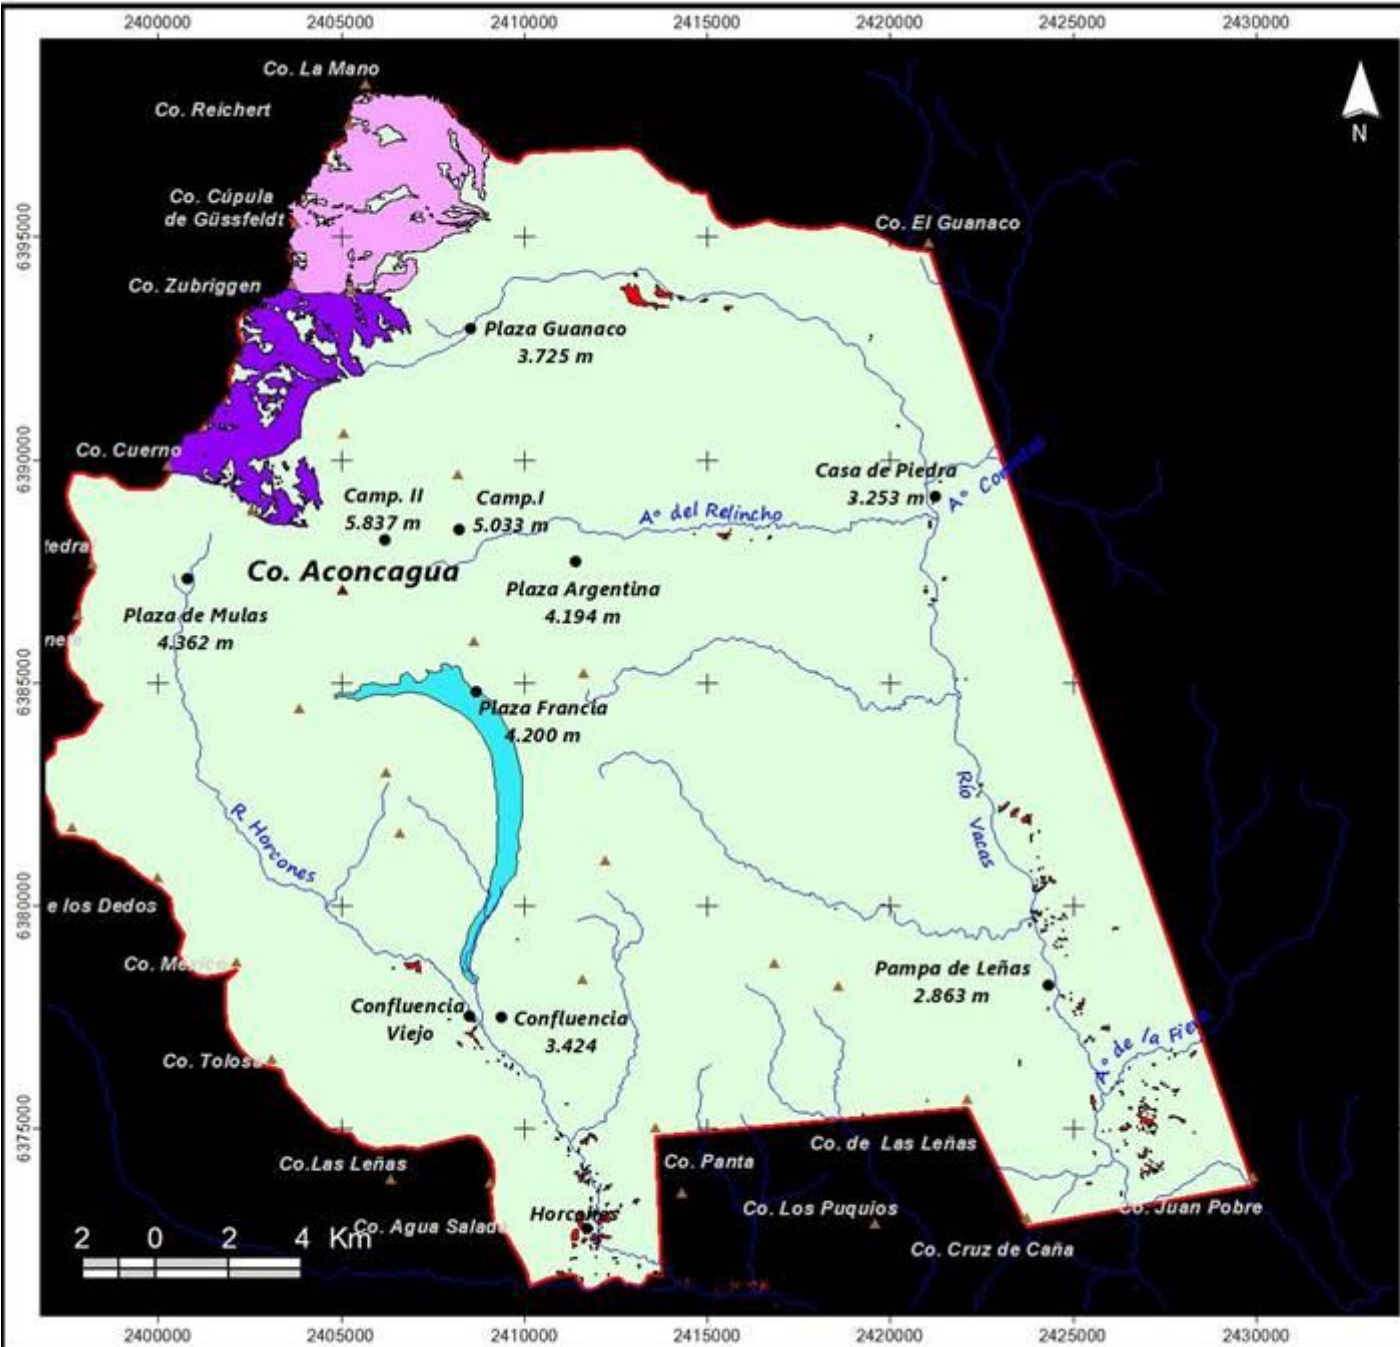 2400000 2405000 2410000 2415000 2420000 2425000 2430000
Co. La Mano
Co. Reichert
N
Co. Cúpula
de Güssfeldt
Co. El Guanaco
6395000
Co. Zubriggen
Plaza Guanaco
3.725 m
Co. Cuerno
6390000
Casa de Piedra
3.253 m
Camp. II
5.837 m
Camp.I
5.033 m
A° del Relincho
Co. Aconcagua
Plaza Argentina
4.194 m
Plaza de Mulas
4.362 m
6385000
Plaza Francia
4.200 m
Río Vacas
R. Horcones
e los Dedos
6380000
Co. Mexico
Pampa de Leñas
2.863 m
Confluencia
Viejo
Confluencia
3.424
A° de la Fiera
Co. Tolosa
6375000
Co. de Las Leñas
Co.Las Leñas
Co. Panta
Co. Los Puquios
Co. Juan Pobre
Horcones
Co. Agua Salada
Co. Cruz de Caña
2 0 2 4 Km
2400000 2405000 2410000 2415000 2420000 2425000 2430000